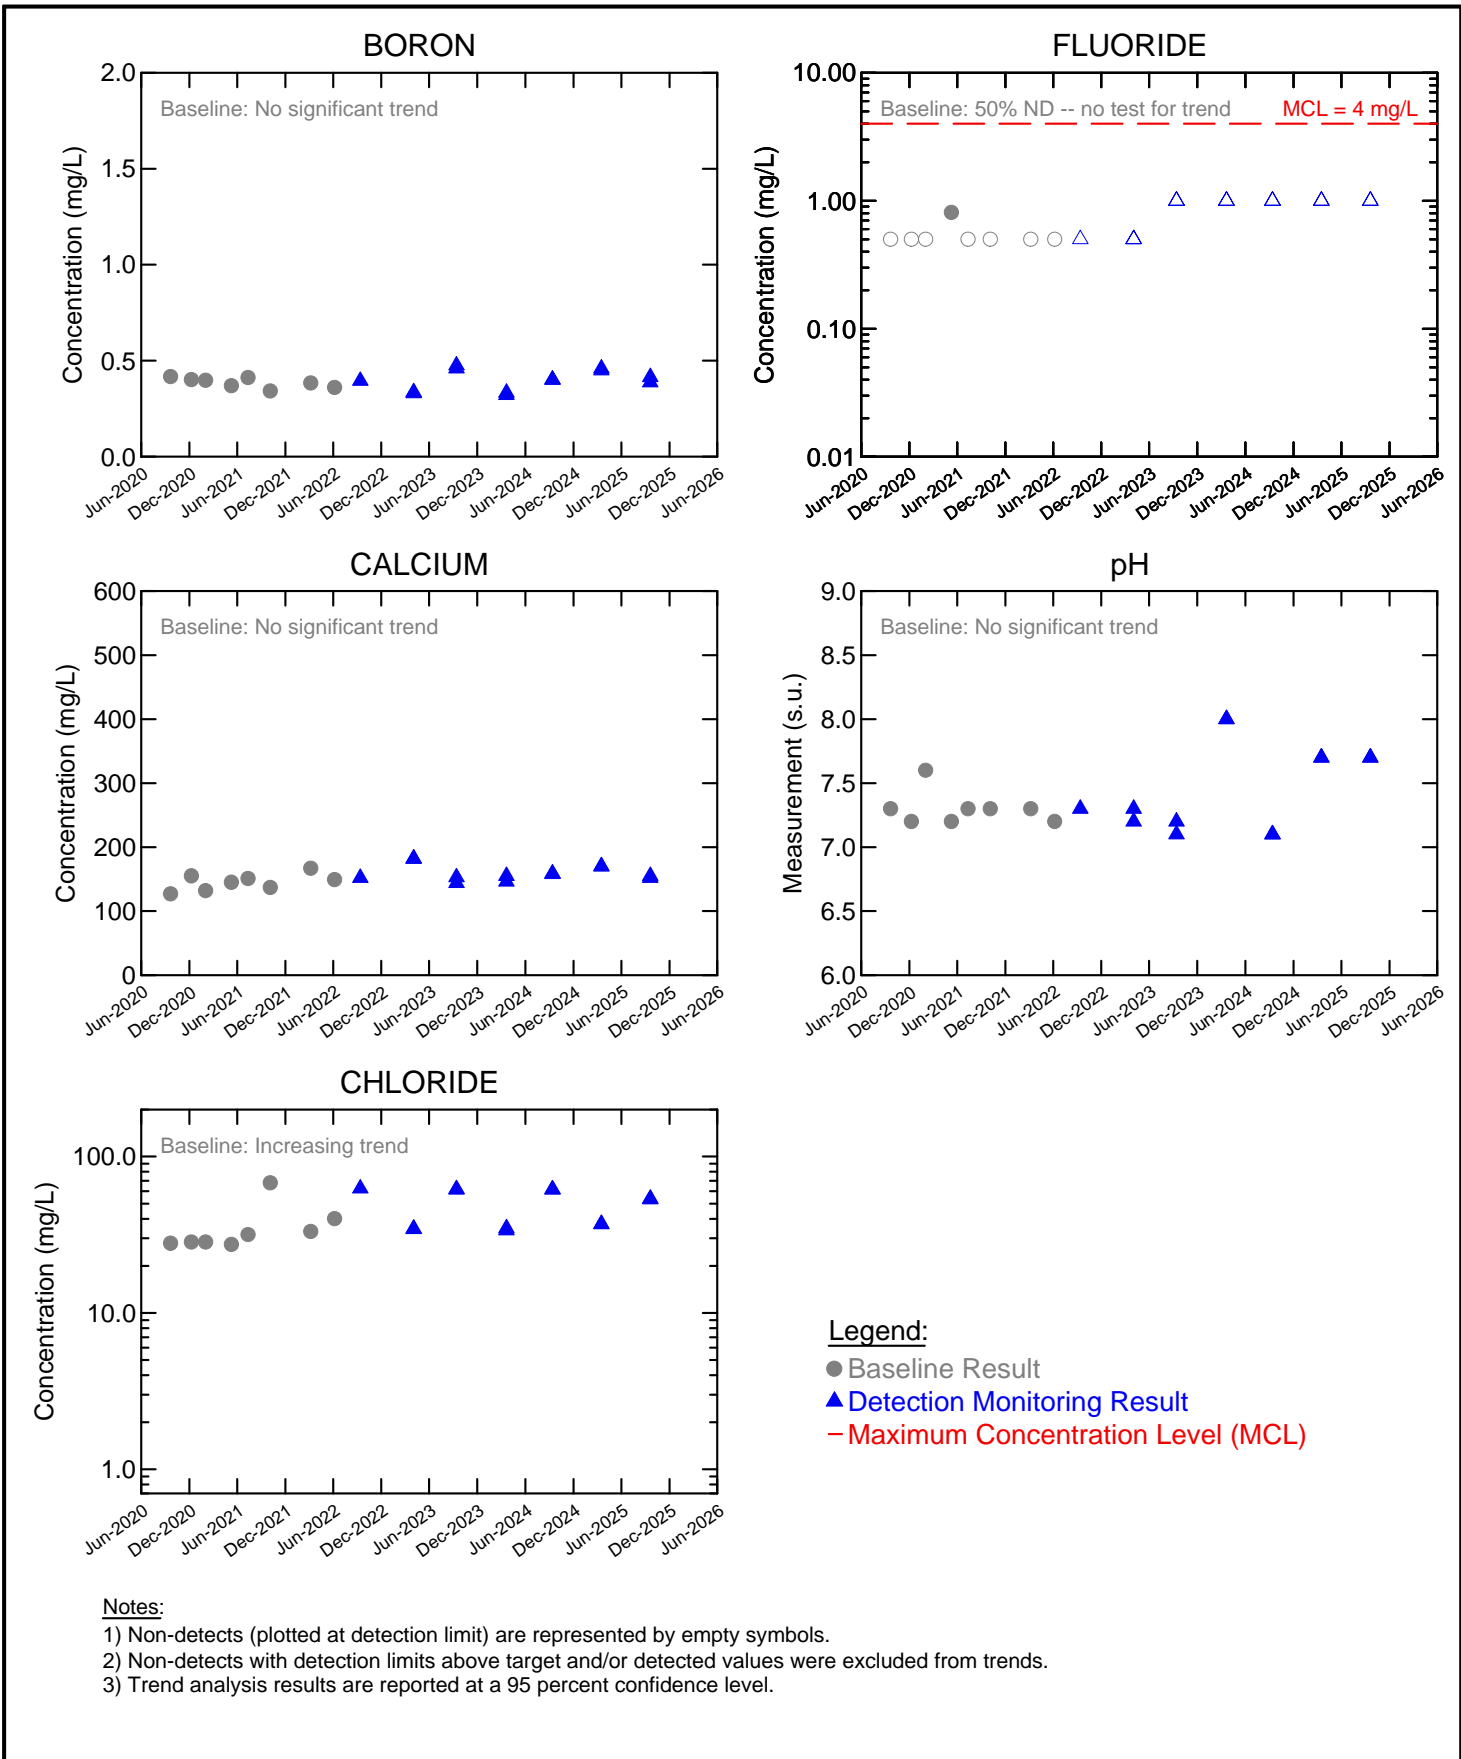 BORON
Baseline: No significant trend
Concentration (mg/L)
2.0
1.5
1.0
0.5
0.0
Jun-2020
Dec-2020
Jun-2021
Dec-2021
Jun-2022
Dec-2022
Jun-2023
Dec-2023
Jun-2024
Dec-2024
Jun-2025
Dec-2025
Jun-2026
FLUORIDE
Baseline: 50% ND -- no test for trend MCL = 4 mg/L
Concentration (mg/L)
10.00
1.00
0.10
0.01
Jun-2020
Dec-2020
Jun-2021
Dec-2021
Jun-2022
Dec-2022
Jun-2023
Dec-2023
Jun-2024
Dec-2024
Jun-2025
Dec-2025
Jun-2026
CALCIUM
Baseline: No significant trend
Concentration (mg/L)
600
500
400
300
200
100
0
Jun-2020
Dec-2020
Jun-2021
Dec-2021
Jun-2022
Dec-2022
Jun-2023
Dec-2023
Jun-2024
Dec-2024
Jun-2025
Dec-2025
Jun-2026
pH
Baseline: No significant trend
Measurement (s.u.)
9.0
8.5
8.0
7.5
7.0
6.5
6.0
Jun-2020
Dec-2020
Jun-2021
Dec-2021
Jun-2022
Dec-2022
Jun-2023
Dec-2023
Jun-2024
Dec-2024
Jun-2025
Dec-2025
Jun-2026
CHLORIDE
Baseline: Increasing trend
Concentration (mg/L)
100.0
10.0
1.0
Jun-2020
Dec-2020
Jun-2021
Dec-2021
Jun-2022
Dec-2022
Jun-2023
Dec-2023
Jun-2024
Dec-2024
Jun-2025
Dec-2025
Jun-2026
Legend:
Baseline Result
Detection Monitoring Result
Maximum Concentration Level (MCL)
Notes:
1) Non-detects (plotted at detection limit) are represented by empty symbols.
2) Non-detects with detection limits above target and/or detected values were excluded from trends.
3) Trend analysis results are reported at a 95 percent confidence level.